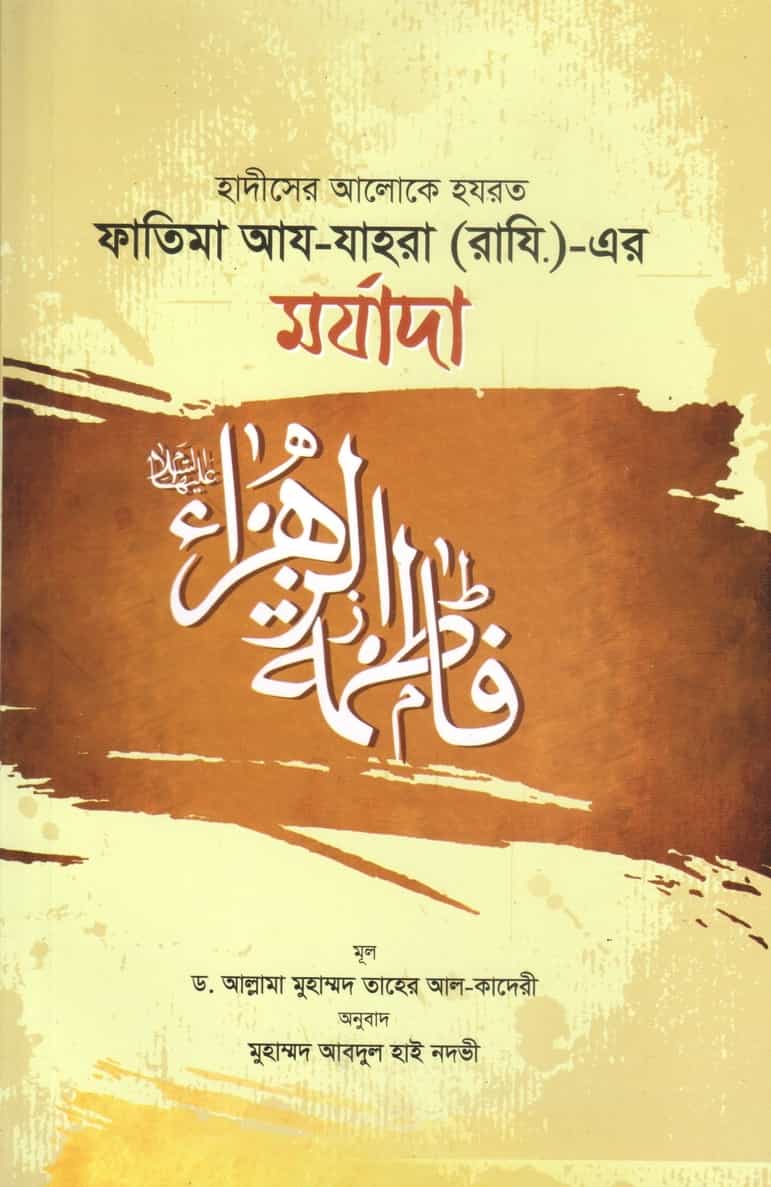 হাদীসের আলোকে হযরত
ফাতিমা আয-যাহরা (রাযি.)-এর
মর্যাদা
عليها السلام
فاطمة الزهراء
মূল
ড. আল্লামা মুহাম্মদ তাহের আল-কাদেরী
অনুবাদ
মুহাম্মদ আবদুল হাই নদভী